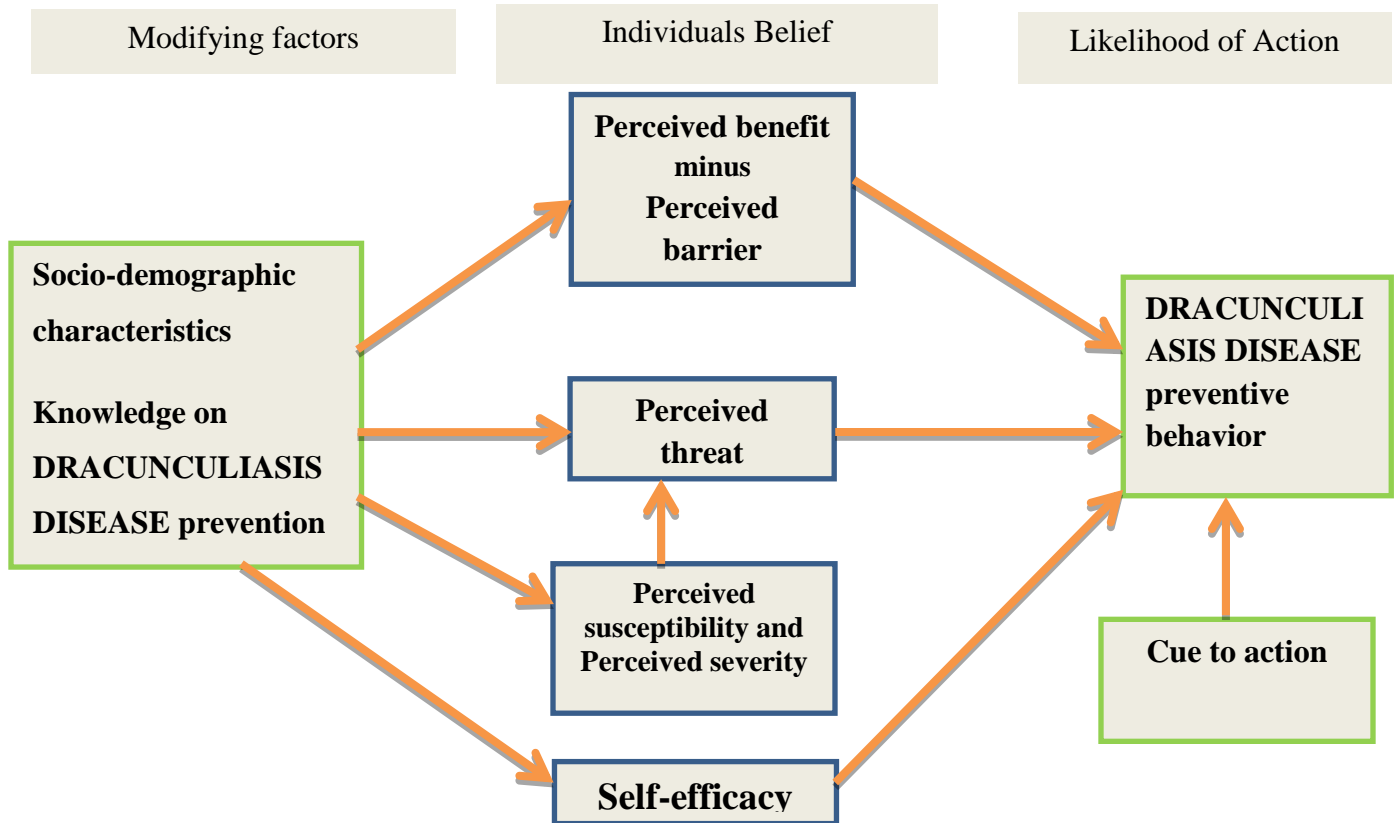 Modifying factors
Individuals Belief
Likelihood of Action
Perceived benefit
minus
Perceived
barrier
Socio-demographic
characteristics
Knowledge on
DRACUNCULIASIS
DISEASE prevention
Perceived
threat
Perceived
susceptibility and
Perceived severity
Self-efficacy
DRACUNCULI
ASIS DISEASE
preventive
behavior
Cue to action